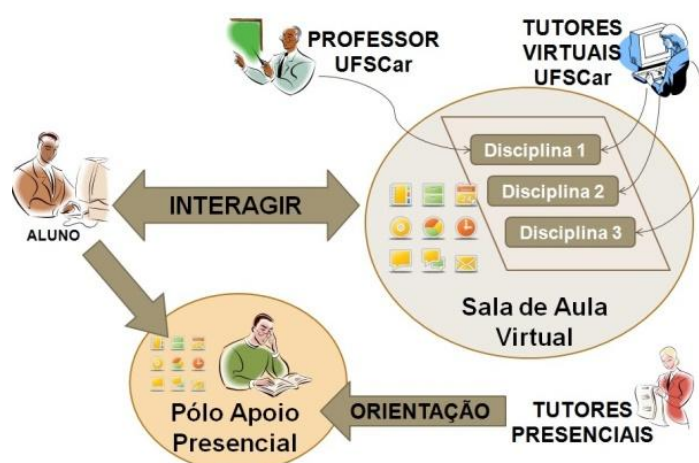 PROFESSOR
UFSCar
TUTORES
VIRTUAIS
UFSCar
Disciplina 1
Disciplina 2
Disciplina 3
INTERAGIR
ALUNO
Sala de Aula
Virtual
Pólo Apoio
Presencial
ORIENTAÇÃO
TUTORES
PRESENCIAIS